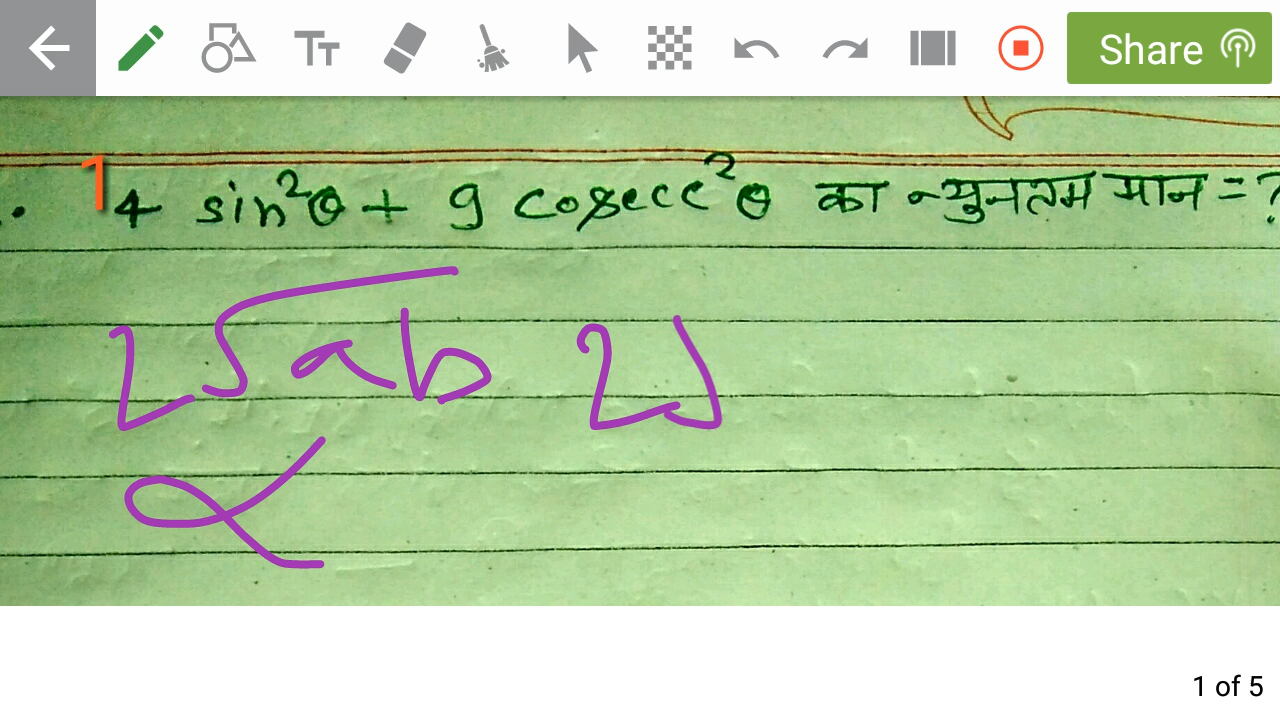 Share
1
. 4 sin²θ + 9 cosecc²θ का न्युनतम मान = ?
2√ab 2√
α
1 of 5